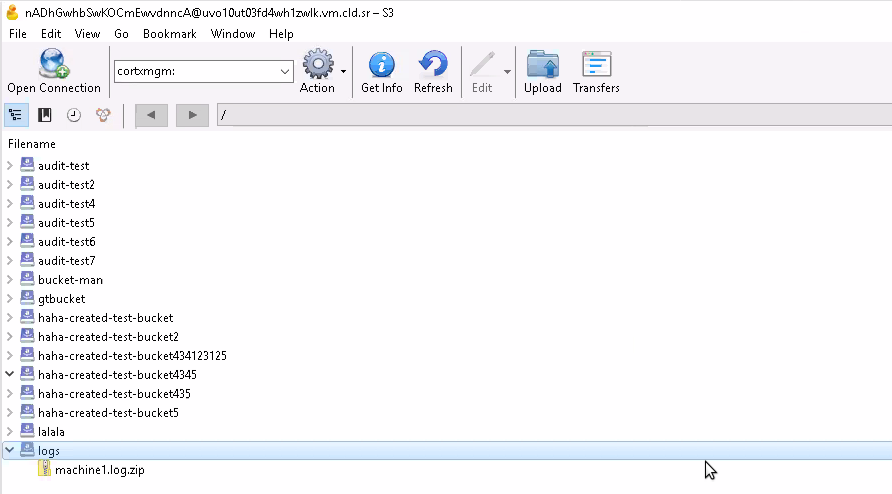 nADhGwhbSwKOCmEwvdnncA@uvo10ut03fd4wh1zwlk.vm.cld.sr – S3
File Edit View Go Bookmark Window Help
Open Connection cortxmgm: Action Get Info Refresh Edit Upload Transfers
/
Filename
audit-test
audit-test2
audit-test4
audit-test5
audit-test6
audit-test7
bucket-man
gtbucket
haha-created-test-bucket
haha-created-test-bucket2
haha-created-test-bucket434123125
haha-created-test-bucket4345
haha-created-test-bucket435
haha-created-test-bucket5
lalala
logs
machine1.log.zip